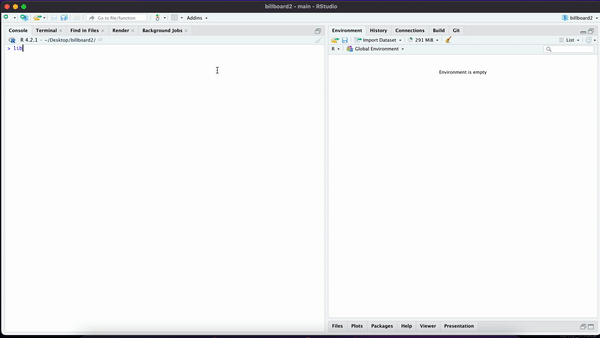 billboard2 - main - RStudio
Go to file/function
Addins
billboard2
Console Terminal Find in Files Render Background Jobs
R 4.2.1 · ~/Desktop/billboard2/
> lib
Environment History Connections Build Git
Import Dataset 291 MiB List
R Global Environment
Environment is empty
Files Plots Packages Help Viewer Presentation